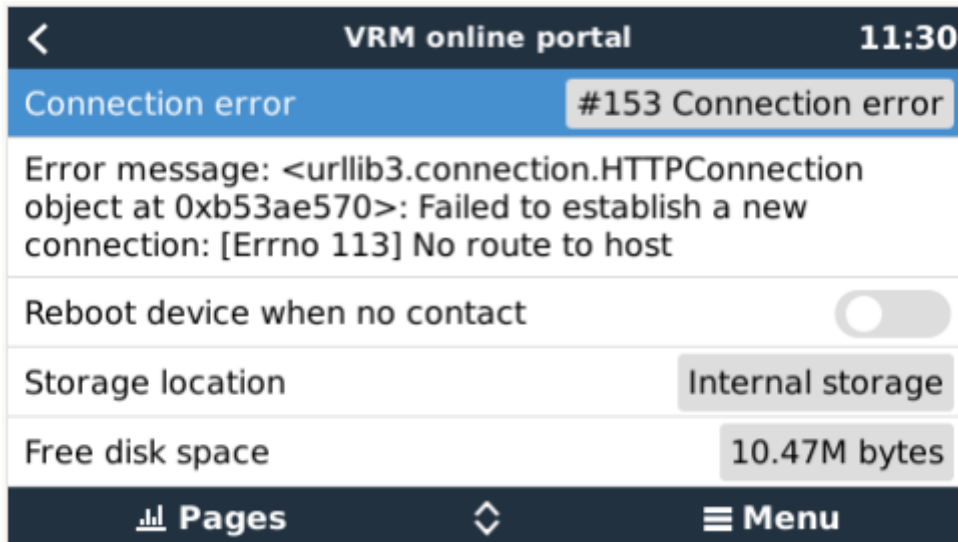 VRM online portal 11:30
Connection error #153 Connection error
Error message: <urllib3.connection.HTTPConnection
object at 0xb53ae570>: Failed to establish a new
connection: [Errno 113] No route to host
Reboot device when no contact
Storage location Internal storage
Free disk space 10.47M bytes
Pages Menu